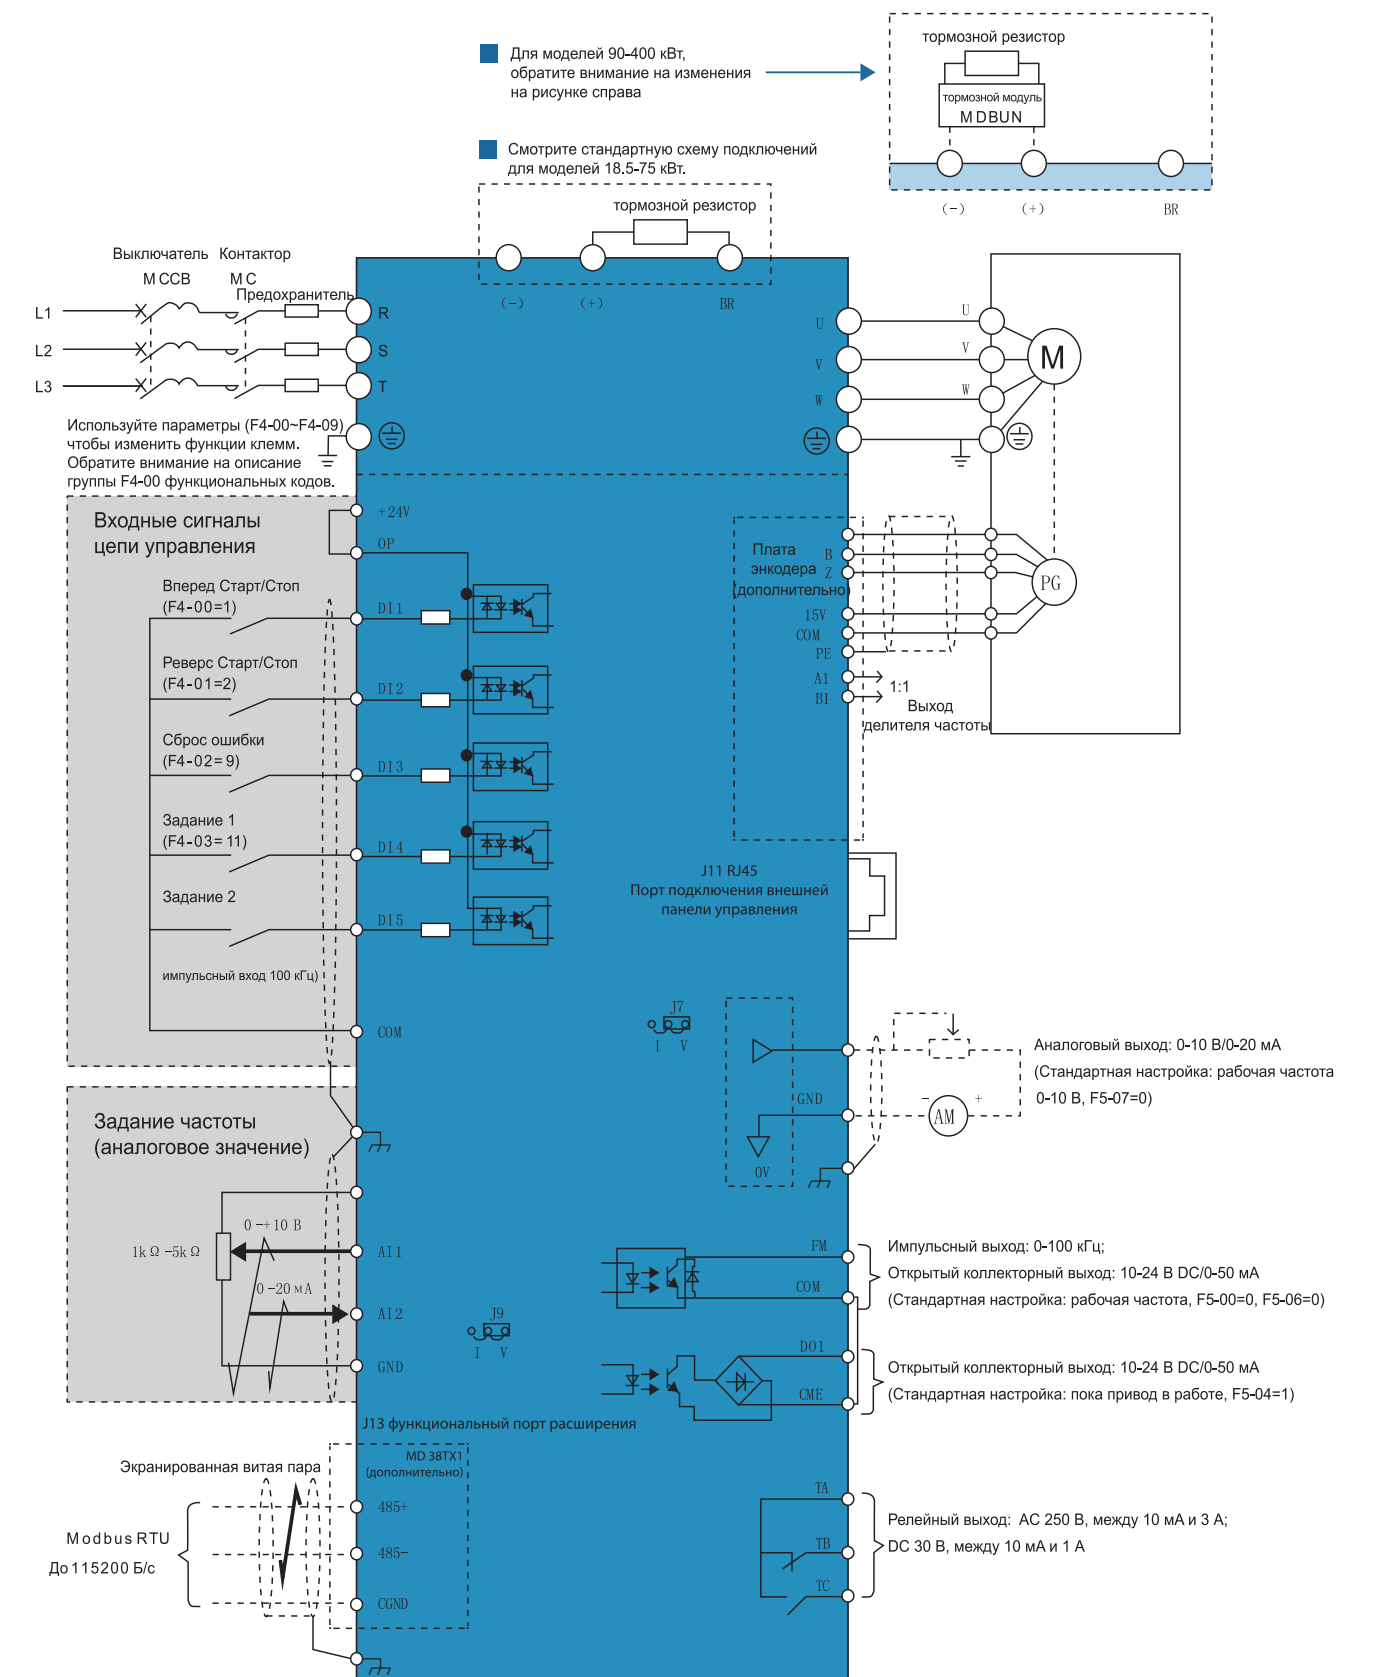 тормозной резистор
Для моделей 90-400 кВт,
обратите внимание на изменения
на рисунке справа
тормозной модуль
MDBUN
Смотрите стандартную схему подключений
для моделей 18.5-75 кВт.
(-) (+) BR
тормозной резистор
Выключатель Контактор
MCCB MC
Предохранитель
(-) (+) BR
L1 R
L2 S
L3 T
U U
V V
W W
M
Используйте параметры (F4-00~F4-09)
чтобы изменить функции клемм.
Обратите внимание на описание
группы F4-00 функциональных кодов.
Входные сигналы
цепи управления
+24V
OP
Вперед Старт/Стоп
(F4-00=1)
DI1
Реверс Старт/Стоп
(F4-01=2)
DI2
Сброс ошибки
(F4-02=9)
DI3
Задание 1
(F4-03=11)
DI4
Задание 2
DI5
импульсный вход 100 кГц)
COM
Плата
энкодера
(дополнительно)
B
Z
15V
COM
PE
A1
B1
PG
1:1
Выход
делителя частоты
J11 RJ45
Порт подключения внешней
панели управления
J7
I V
GND
0V
- +
AM
Аналоговый выход: 0-10 В/0-20 мА
(Стандартная настройка: рабочая частота
0-10 В, F5-07=0)
Задание частоты
(аналоговое значение)
0-+10 В
1kΩ-5kΩ
AI1
0-20 мА
AI2
GND
J9
I V
FM
COM
Импульсный выход: 0-100 кГц;
Открытый коллекторный выход: 10-24 В DC/0-50 мА
(Стандартная настройка: рабочая частота, F5-00=0, F5-06=0)
DO1
CME
Открытый коллекторный выход: 10-24 В DC/0-50 мА
(Стандартная настройка: пока привод в работе, F5-04=1)
J13 функциональный порт расширения
MD 38TX1
(дополнительно)
Экранированная витая пара
485+
485-
CGND
Modbus RTU
До 115200 Б/с
TA
TB
TC
Релейный выход: AC 250 В, между 10 мА и 3 А;
DC 30 В, между 10 мА и 1 А